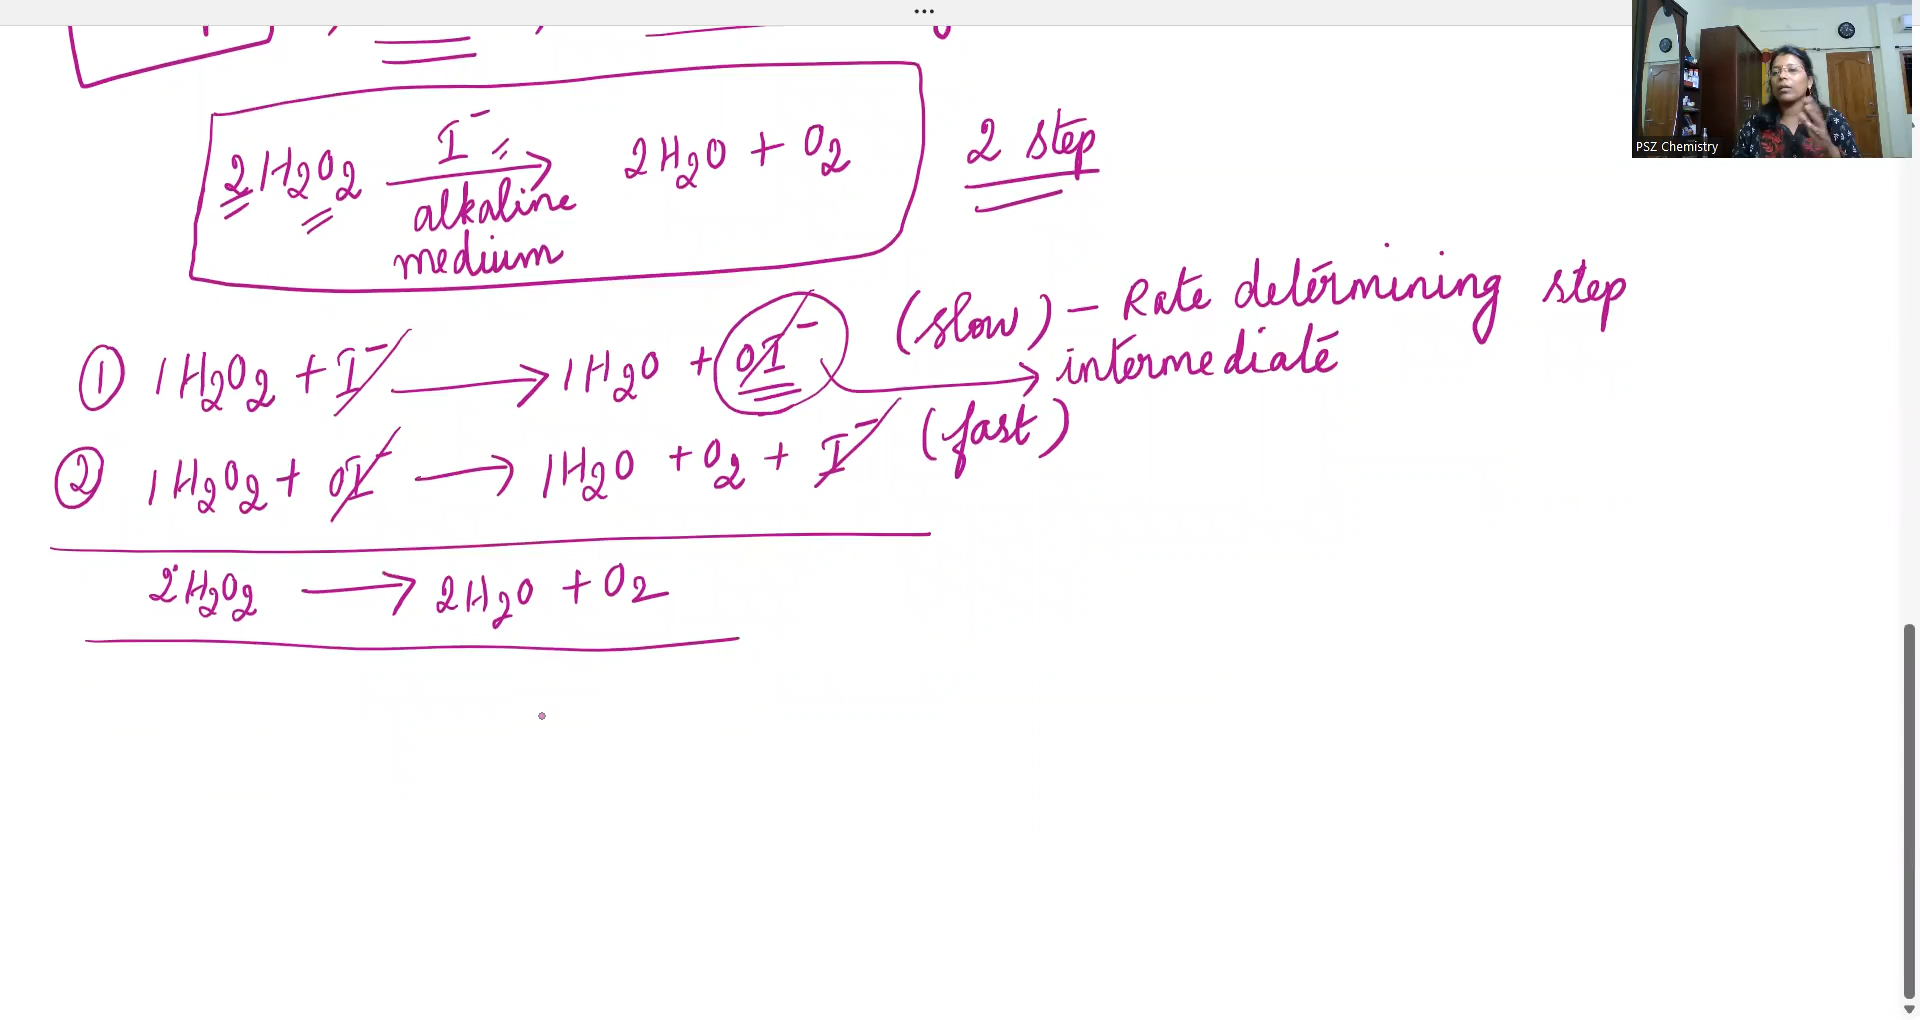 ...
2H₂O₂ —I⁻→ 2H₂O + O₂
alkaline
medium
2 step
① 1H₂O₂ + I⁻ → 1H₂O + OI⁻ (slow) – Rate determining step
intermediate
② 1H₂O₂ + OI⁻ → 1H₂O + O₂ + I⁻ (fast)
2H₂O₂ → 2H₂O + O₂
PSZ Chemistry